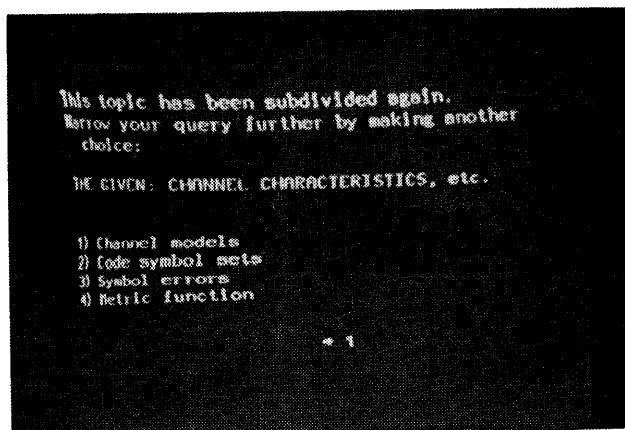 This topic has been subdivided again.
Narrow your query further by making another
choice:
THE GIVEN: CHANNEL CHARACTERISTICS, etc.
1) Channel models
2) Code symbol sets
3) Symbol errors
4) Metric function
→ 1